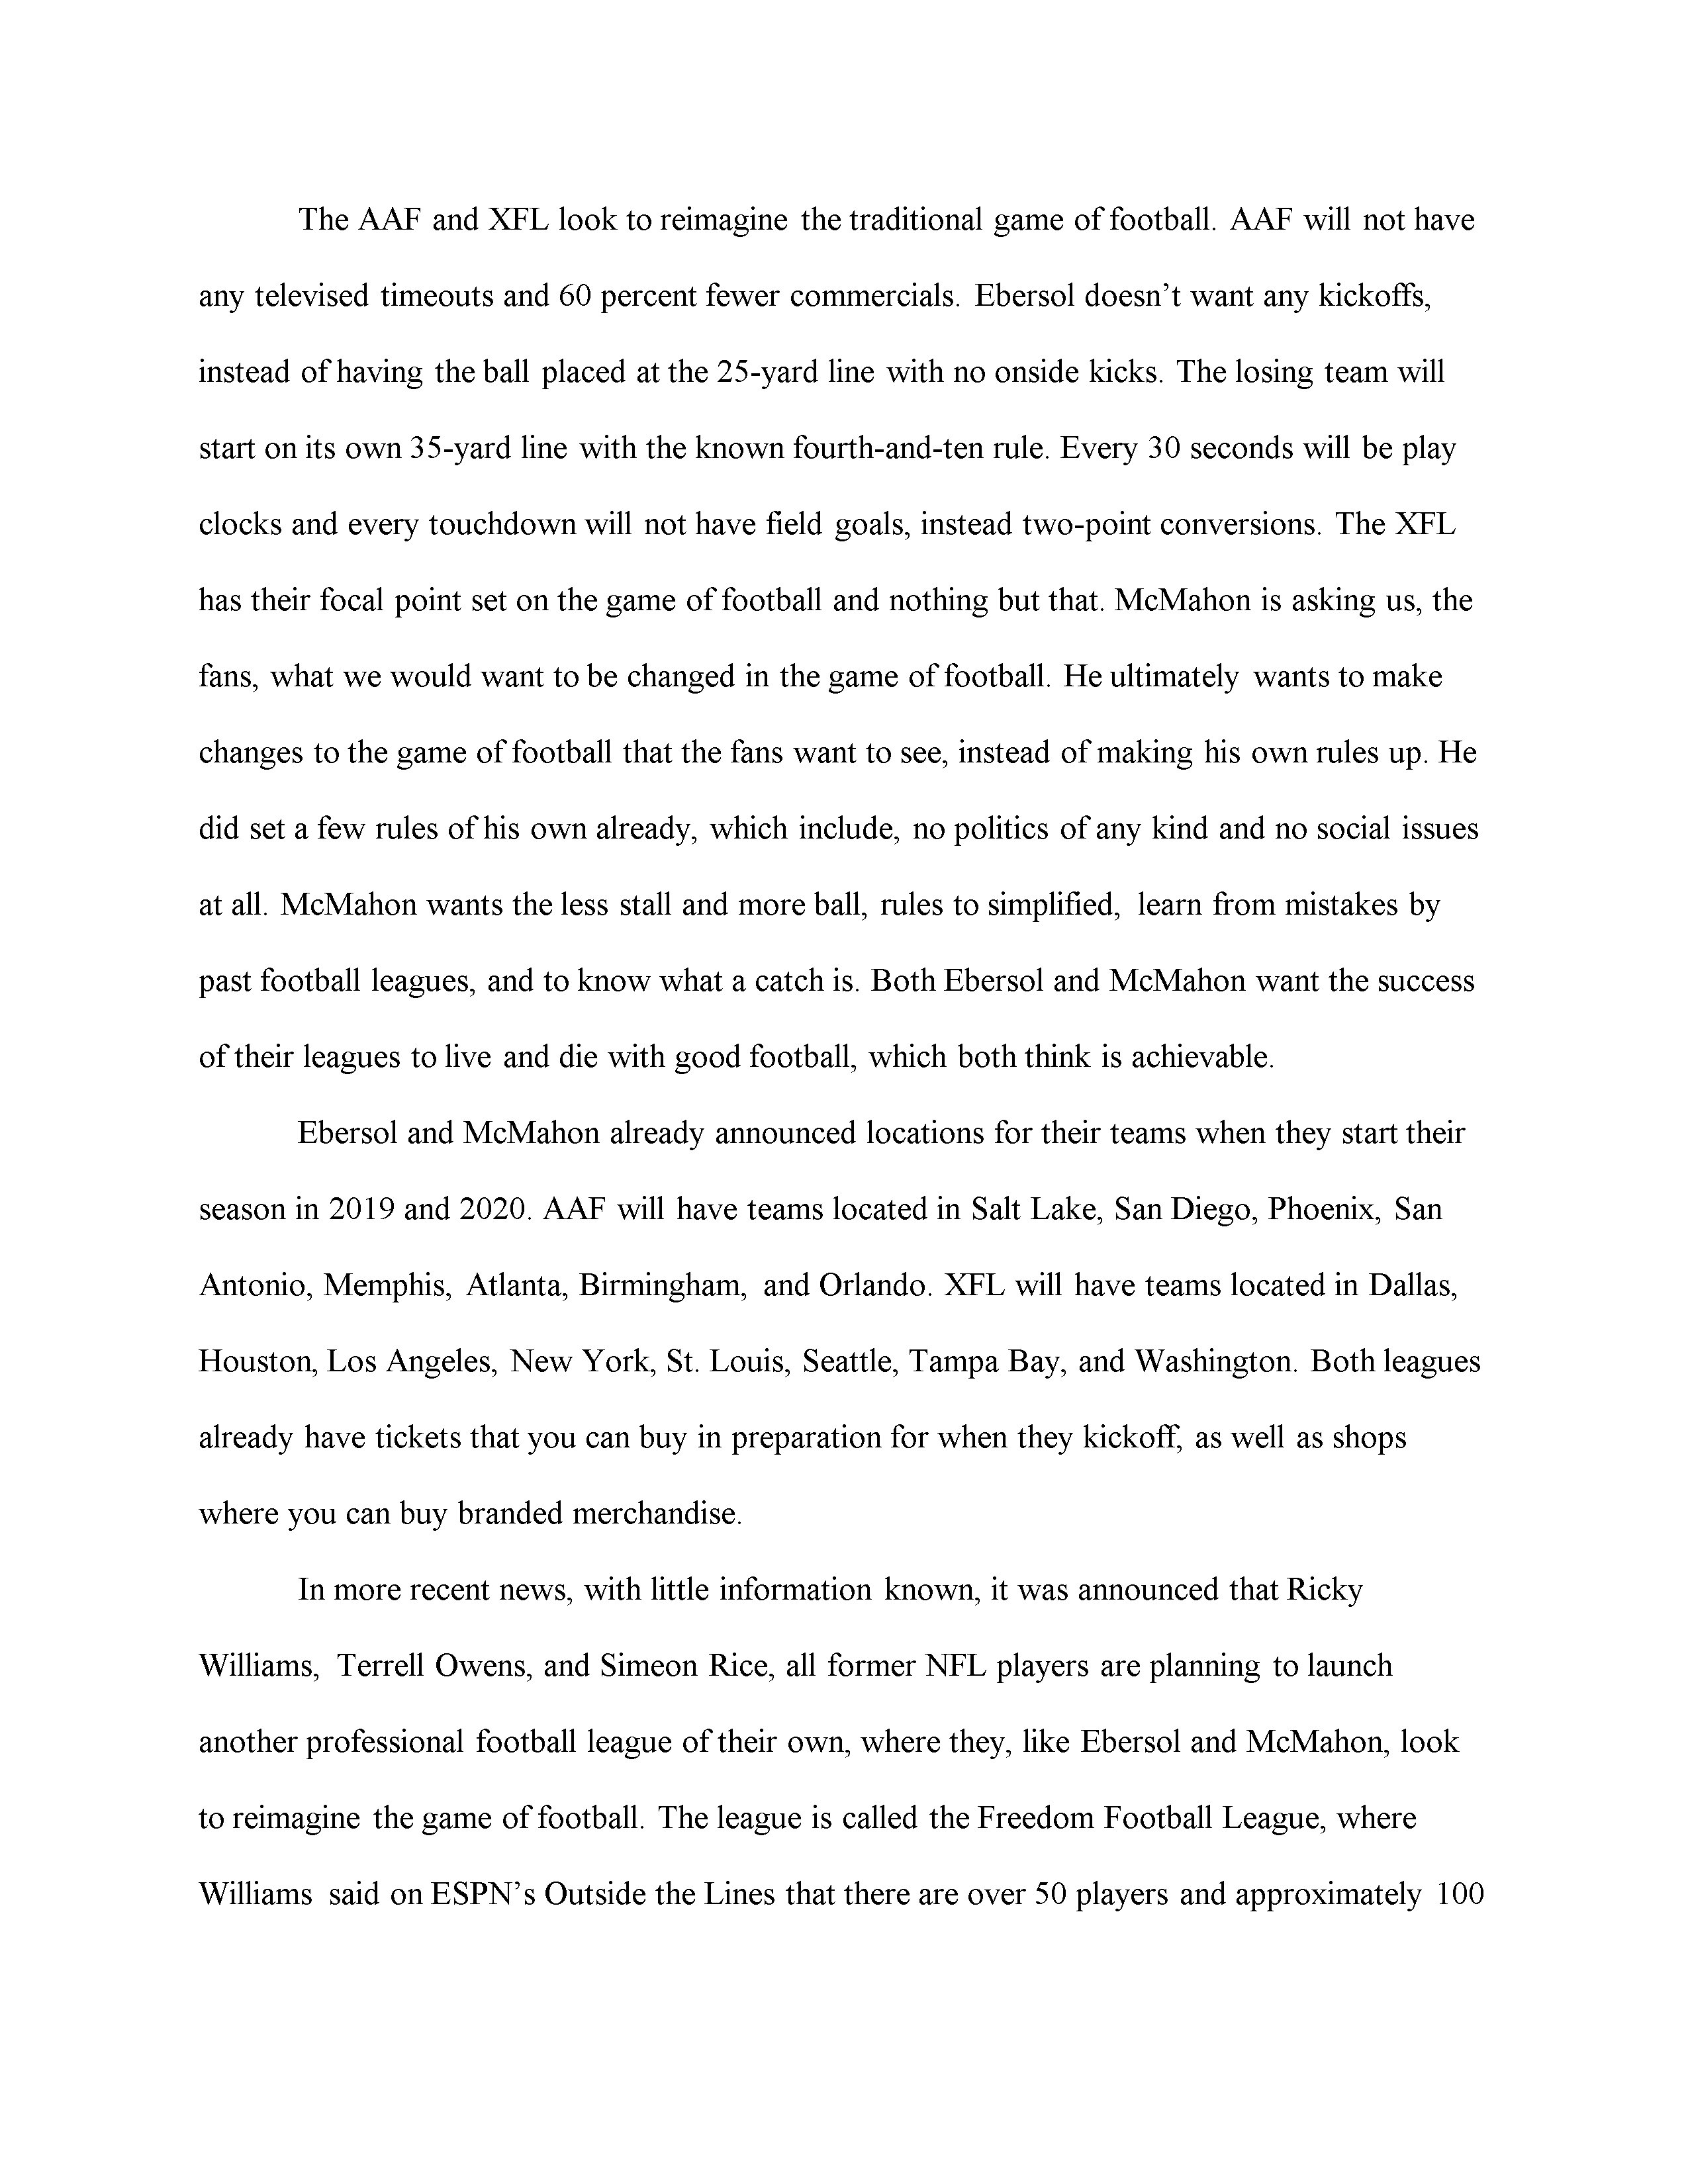 The AAF and XFL look to reimagine the traditional game of football. AAF will not have
any televised timeouts and 60 percent fewer commercials. Ebersol doesn’t want any kickoffs,
instead of having the ball placed at the 25-yard line with no onside kicks. The losing team will
start on its own 35-yard line with the known fourth-and-ten rule. Every 30 seconds will be play
clocks and every touchdown will not have field goals, instead two-point conversions. The XFL
has their focal point set on the game of football and nothing but that. McMahon is asking us, the
fans, what we would want to be changed in the game of football. He ultimately wants to make
changes to the game of football that the fans want to see, instead of making his own rules up. He
did set a few rules of his own already, which include, no politics of any kind and no social issues
at all. McMahon wants the less stall and more ball, rules to simplified, learn from mistakes by
past football leagues, and to know what a catch is. Both Ebersol and McMahon want the success
of their leagues to live and die with good football, which both think is achievable.
Ebersol and McMahon already announced locations for their teams when they start their
season in 2019 and 2020. AAF will have teams located in Salt Lake, San Diego, Phoenix, San
Antonio, Memphis, Atlanta, Birmingham, and Orlando. XFL will have teams located in Dallas,
Houston, Los Angeles, New York, St. Louis, Seattle, Tampa Bay, and Washington. Both leagues
already have tickets that you can buy in preparation for when they kickoff, as well as shops
where you can buy branded merchandise.
In more recent news, with little information known, it was announced that Ricky
Williams, Terrell Owens, and Simeon Rice, all former NFL players are planning to launch
another professional football league of their own, where they, like Ebersol and McMahon, look
to reimagine the game of football. The league is called the Freedom Football League, where
Williams said on ESPN’s Outside the Lines that there are over 50 players and approximately 100